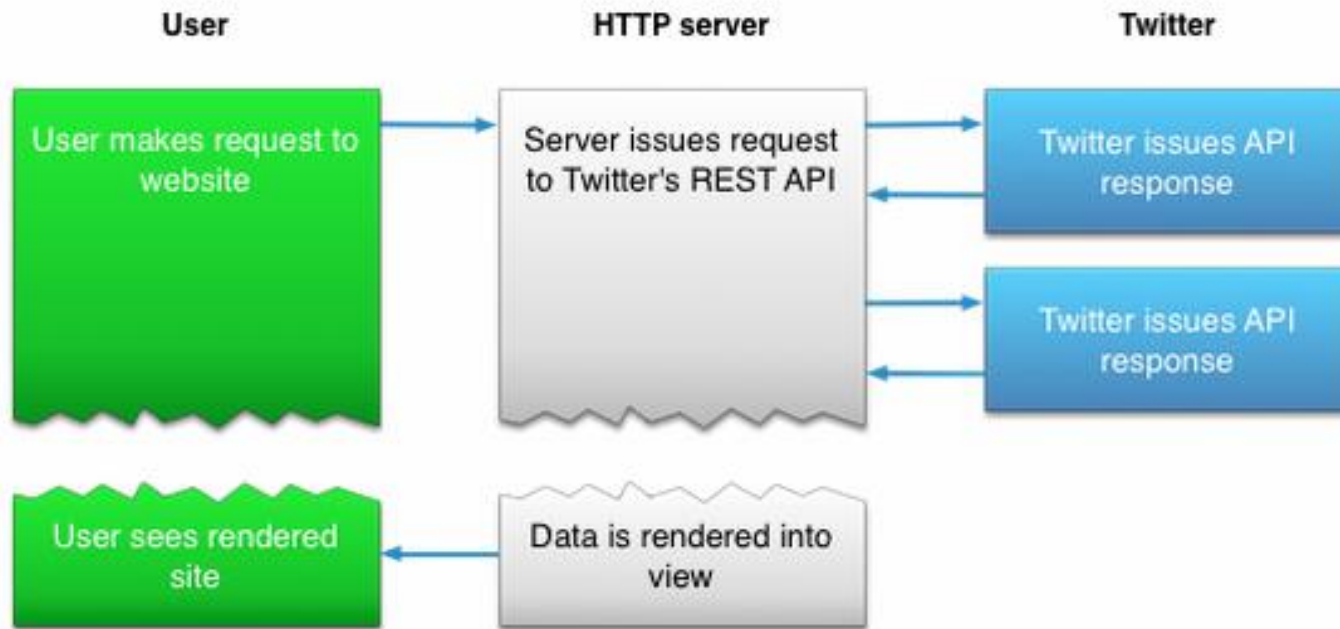 User
HTTP server
Twitter
User makes request to
website
Server issues request
to Twitter's REST API
Twitter issues API
response
Twitter issues API
response
User sees rendered
site
Data is rendered into
view